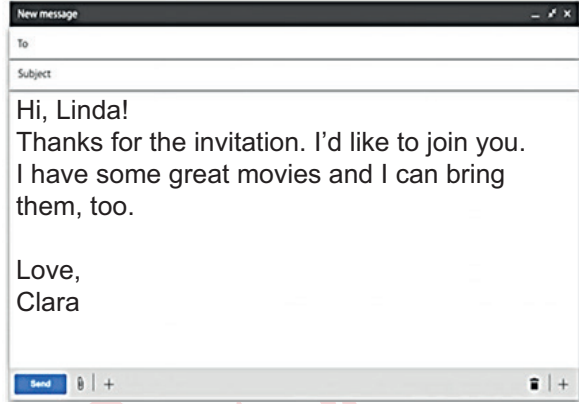 New message
To
Subject
Hi, Linda!
Thanks for the invitation. I’d like to join you.
I have some great movies and I can bring
them, too.
Love,
Clara
Send